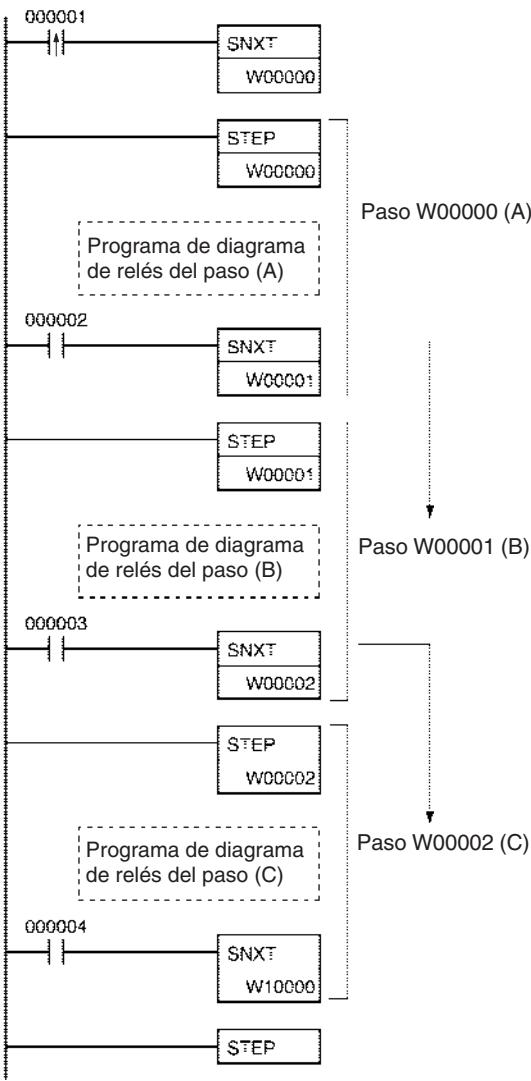 000001
SNXT
W00000
STEP
W00000
Paso W00000 (A)
Programa de diagrama
de relés del paso (A)
000002
SNXT
W00001
STEP
W00001
Programa de diagrama
de relés del paso (B)
Paso W00001 (B)
000003
SNXT
W00002
STEP
W00002
Programa de diagrama
de relés del paso (C)
Paso W00002 (C)
000004
SNXT
W10000
STEP